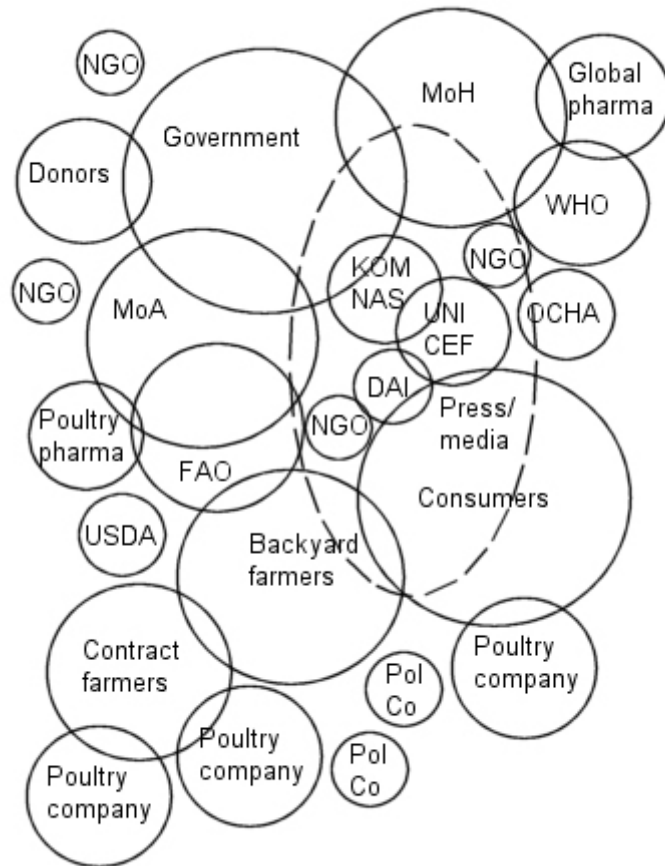 NGO
Government
MoH
Global
pharma
Donors
WHO
NGO
KOM
NAS
NGO
MoA
UNI
CEF
OCHA
DAI
Press/
media
NGO
Poultry
pharma
FAO
Consumers
USDA
Backyard
farmers
Contract
farmers
Pol
Co
Poultry
company
Poultry
company
Pol
Co
Poultry
company